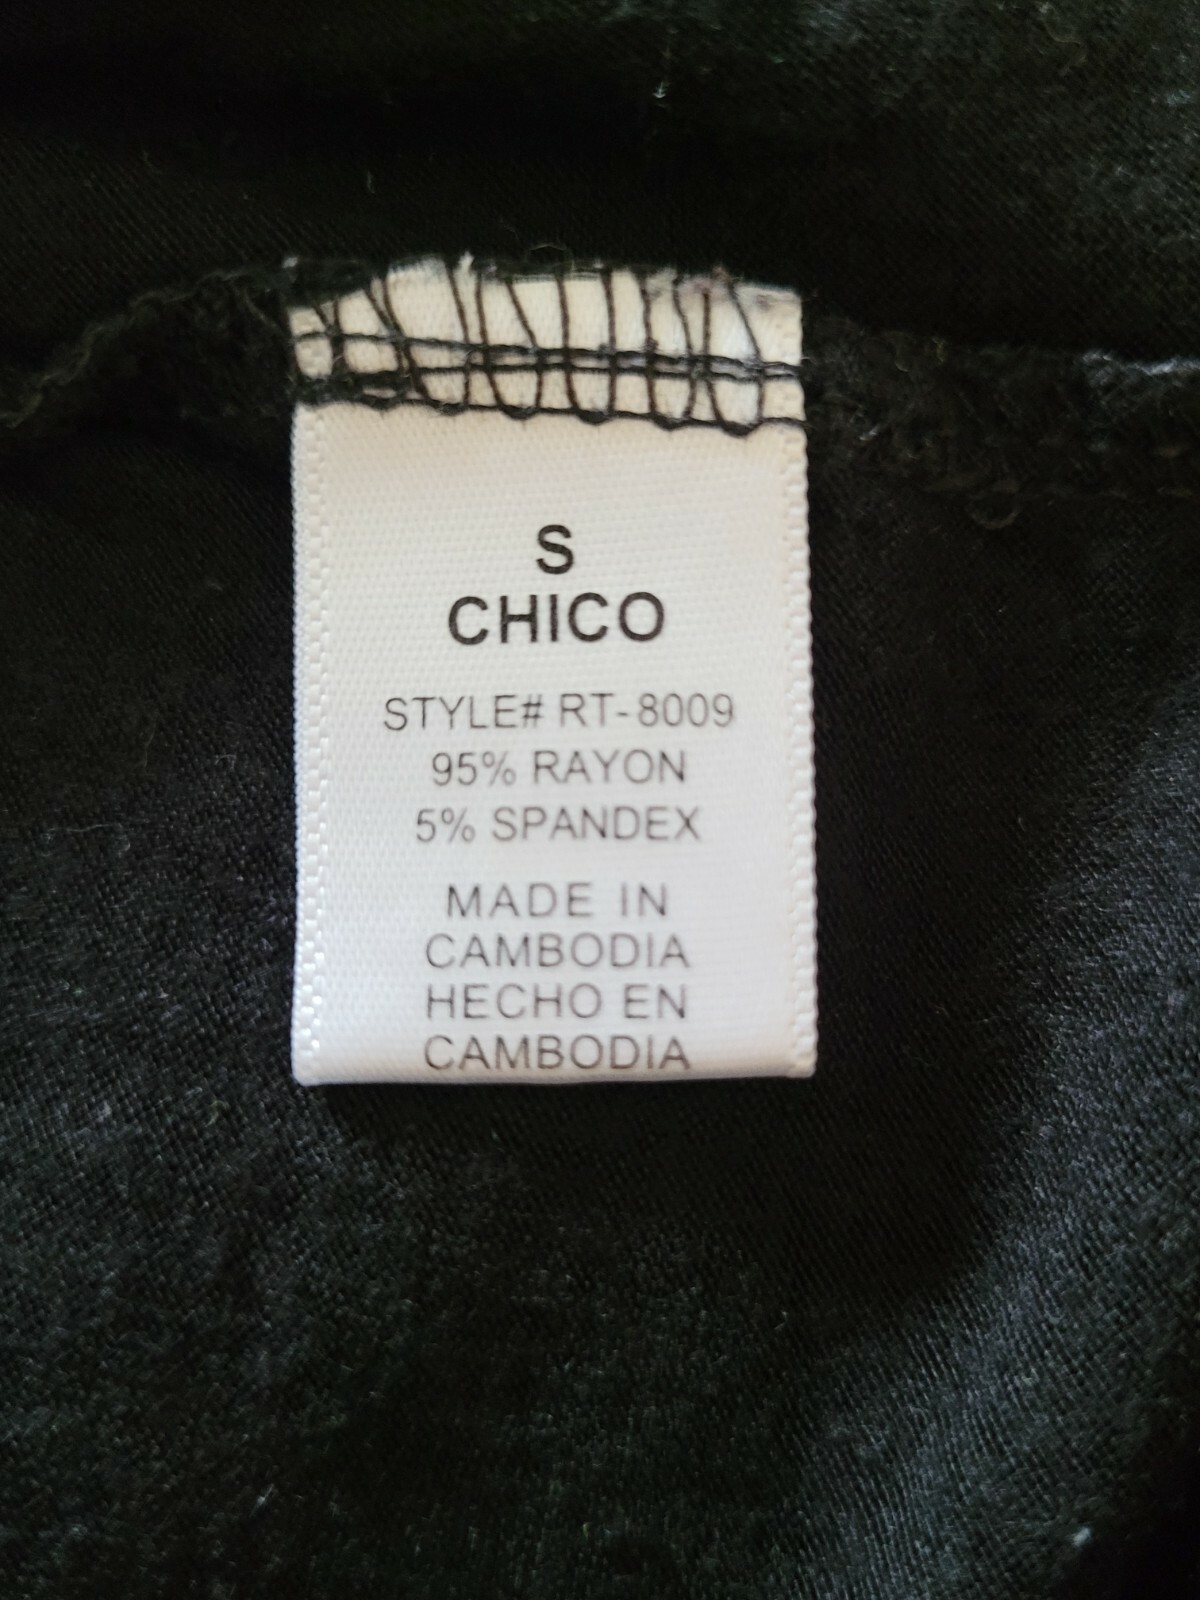 S
CHICO
STYLE# RT-8009
95% RAYON
5% SPANDEX
MADE IN
CAMBODIA
HECHO EN
CAMBODIA